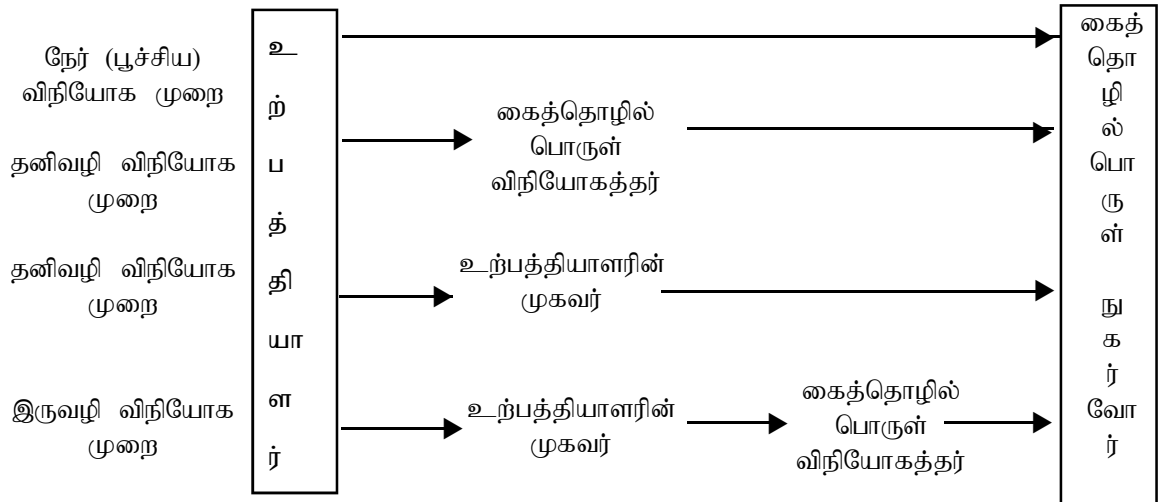 நேர் (பூச்சிய)
விநியோக முறை
தனிவழி விநியோக
முறை
தனிவழி விநியோக
முறை
இருவழி விநியோக
முறை
உ
ற்
ப
த்
தி
யா
ள
ர்
கைத்தொழில்
பொருள்
விநியோகத்தர்
உற்பத்தியாளரின்
முகவர்
உற்பத்தியாளரின்
முகவர்
கைத்தொழில்
பொருள்
விநியோகத்தர்
கைத்
தொ
ழி
ல்
பொ
ரு
ள்
நு
க
ர்
வோ
ர்